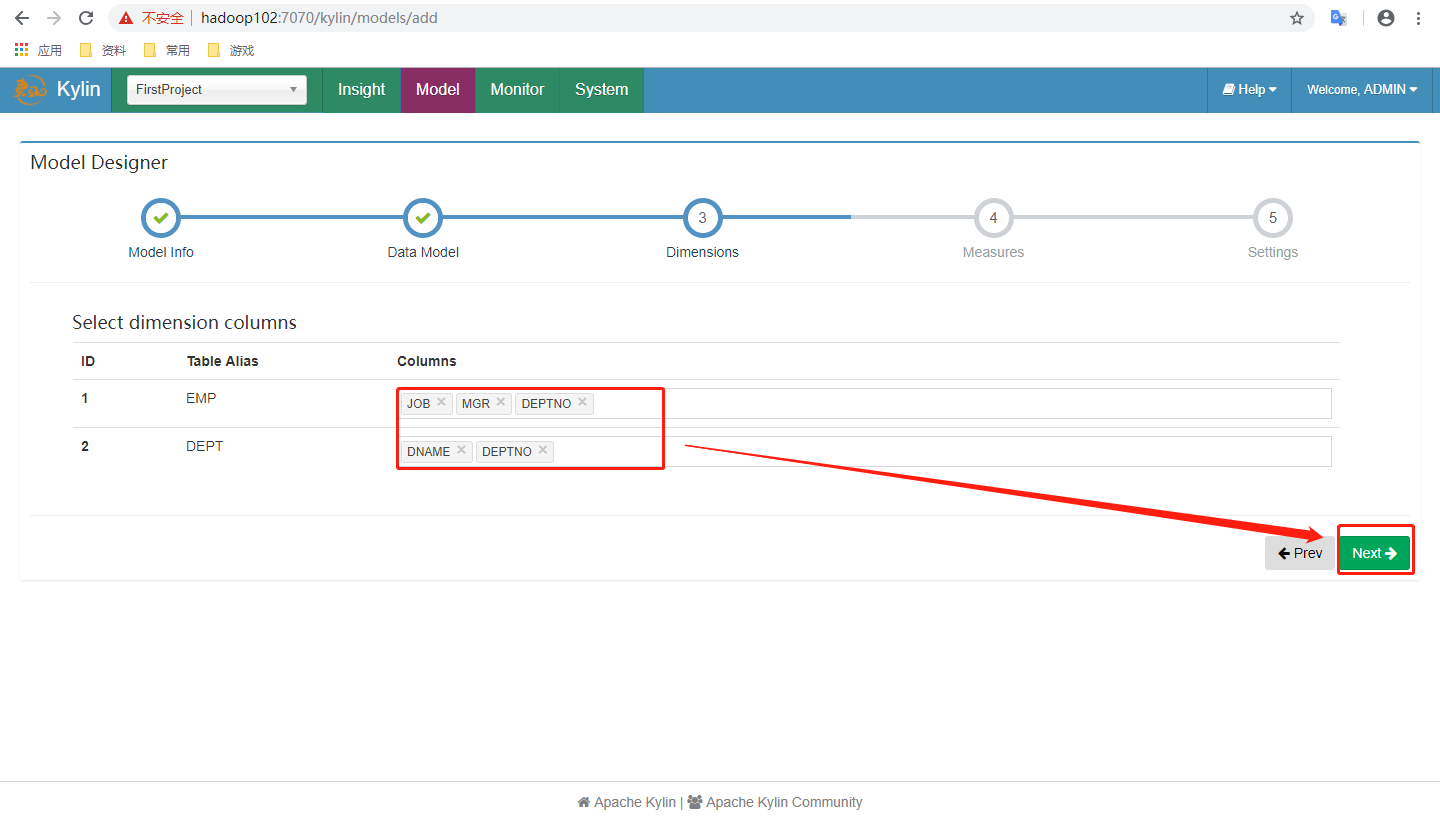 不安全 hadoop102:7070/kylin/models/add
应用 资料 常用 游戏
Kylin FirstProject Insight Model Monitor System Help Welcome, ADMIN
Model Designer
3 4 5
Model Info Data Model Dimensions Measures Settings
Select dimension columns
ID Table Alias Columns
1 EMP JOB MGR DEPTNO
2 DEPT DNAME DEPTNO
Prev Next
Apache Kylin | Apache Kylin Community